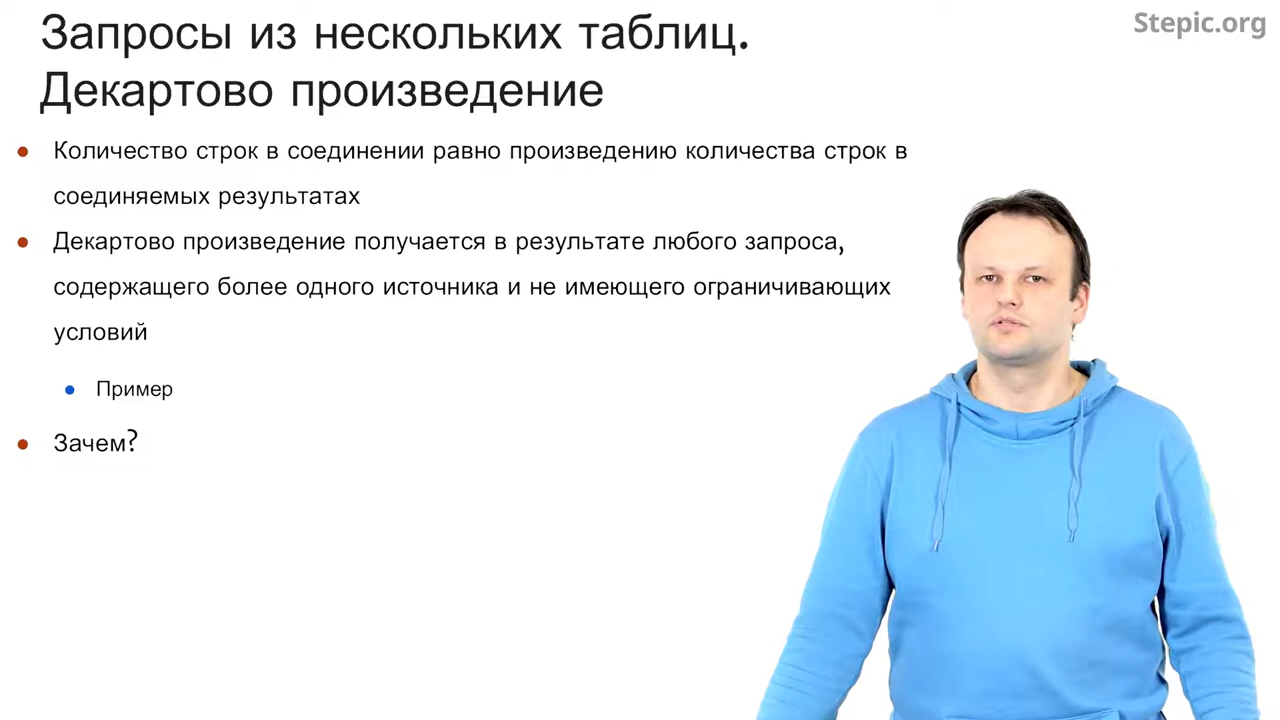 Запросы из нескольких таблиц.
Декартово произведение
Stepic.org
Количество строк в соединении равно произведению количества строк в
соединяемых результатах
Декартово произведение получается в результате любого запроса,
содержащего более одного источника и не имеющего ограничивающих
условий
Пример
Зачем?